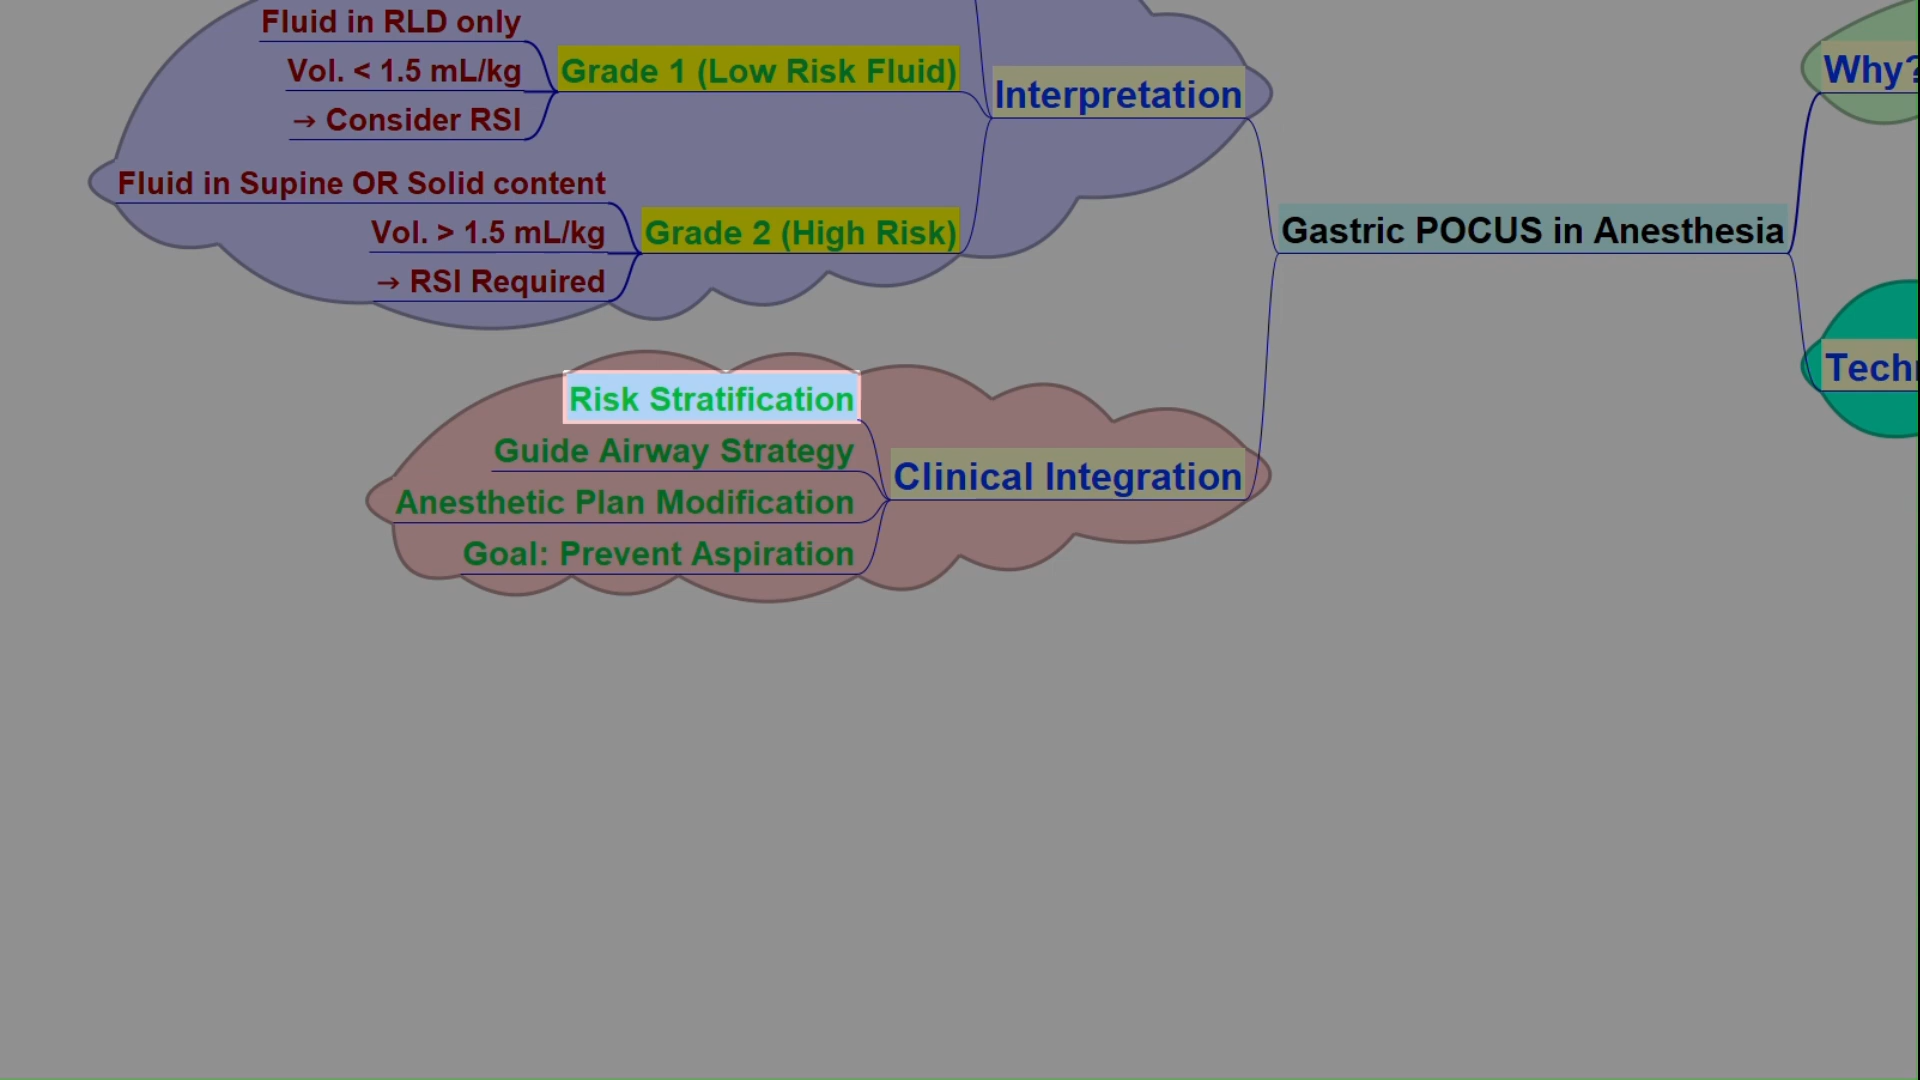 Fluid in RLD only
Vol. < 1.5 mL/kg
→ Consider RSI
Grade 1 (Low Risk Fluid)
Interpretation
Fluid in Supine OR Solid content
Vol. > 1.5 mL/kg
→ RSI Required
Grade 2 (High Risk)
Gastric POCUS in Anesthesia
Why?
Risk Stratification
Guide Airway Strategy
Anesthetic Plan Modification
Goal: Prevent Aspiration
Clinical Integration